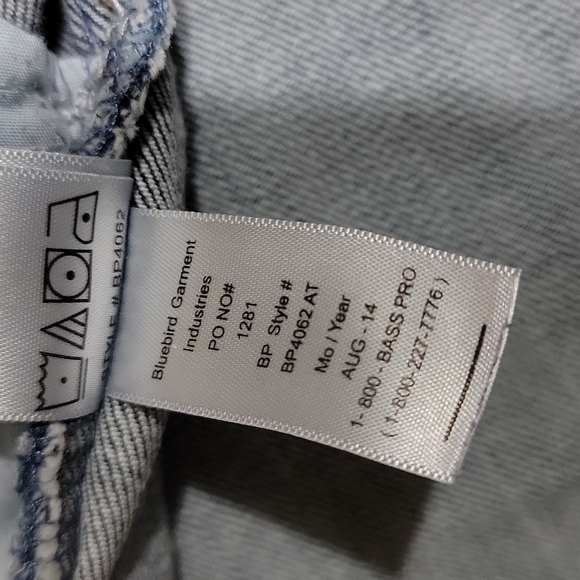 Bluebird Garment
Industries
PO NO#
1281
BP Style #
BP4062 AT
Mo / Year
AUG -14
1- 800 - BASS PRO
( 1-800-227-7776 )
STYLE # BP4062